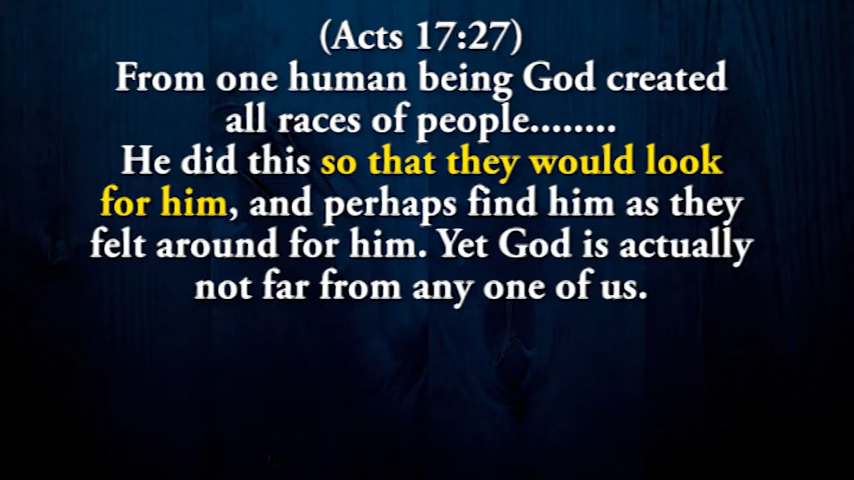 (Acts 17:27)
From one human being God created
all races of people........
He did this so that they would look
for him, and perhaps find him as they
felt around for him. Yet God is actually
not far from any one of us.